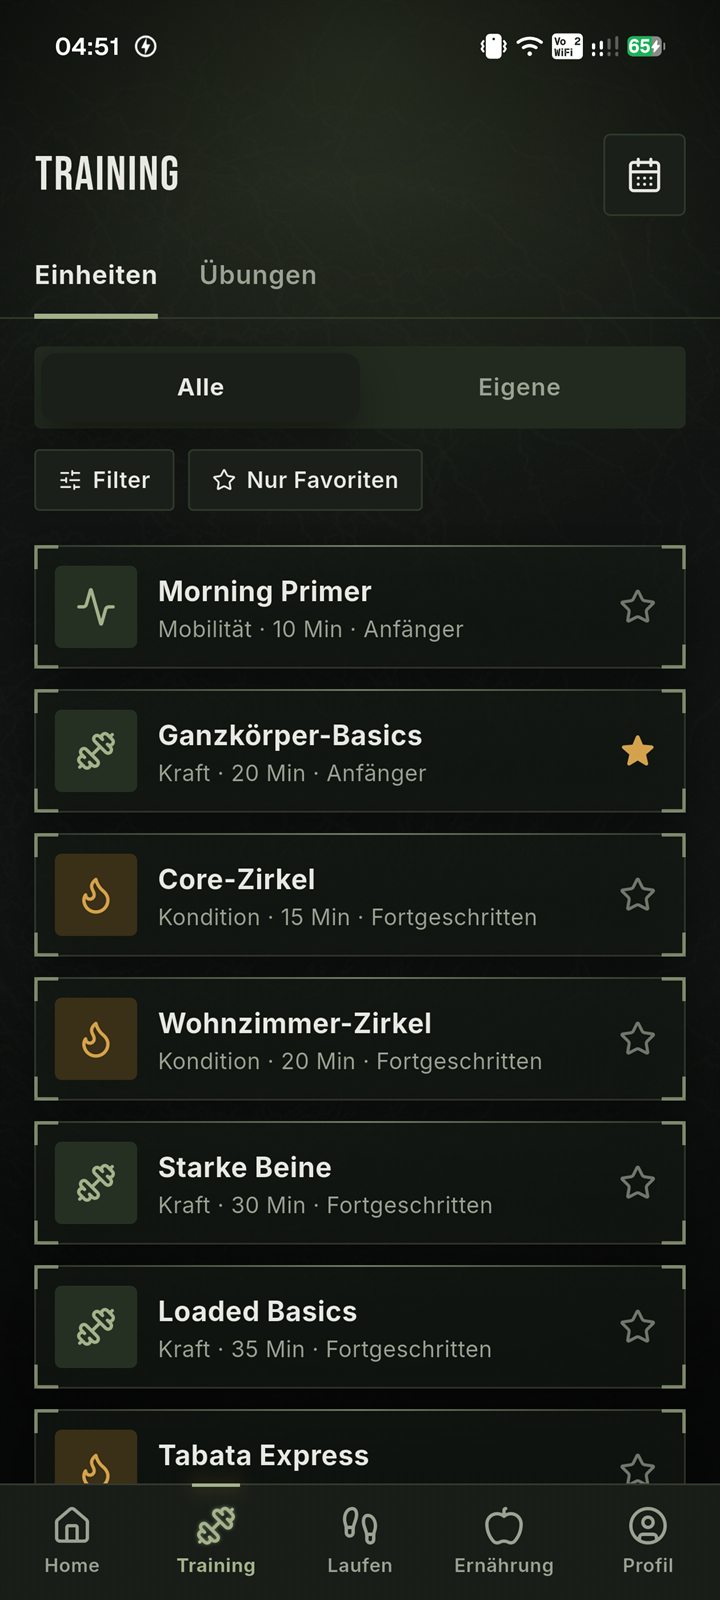 04:51
Vo 2
WiFi
65
TRAINING
Einheiten Übungen
Alle Eigene
Filter Nur Favoriten
Morning Primer
Mobilität · 10 Min · Anfänger
Ganzkörper-Basics
Kraft · 20 Min · Anfänger
Core-Zirkel
Kondition · 15 Min · Fortgeschritten
Wohnzimmer-Zirkel
Kondition · 20 Min · Fortgeschritten
Starke Beine
Kraft · 30 Min · Fortgeschritten
Loaded Basics
Kraft · 35 Min · Fortgeschritten
Tabata Express
Home Training Laufen Ernährung Profil